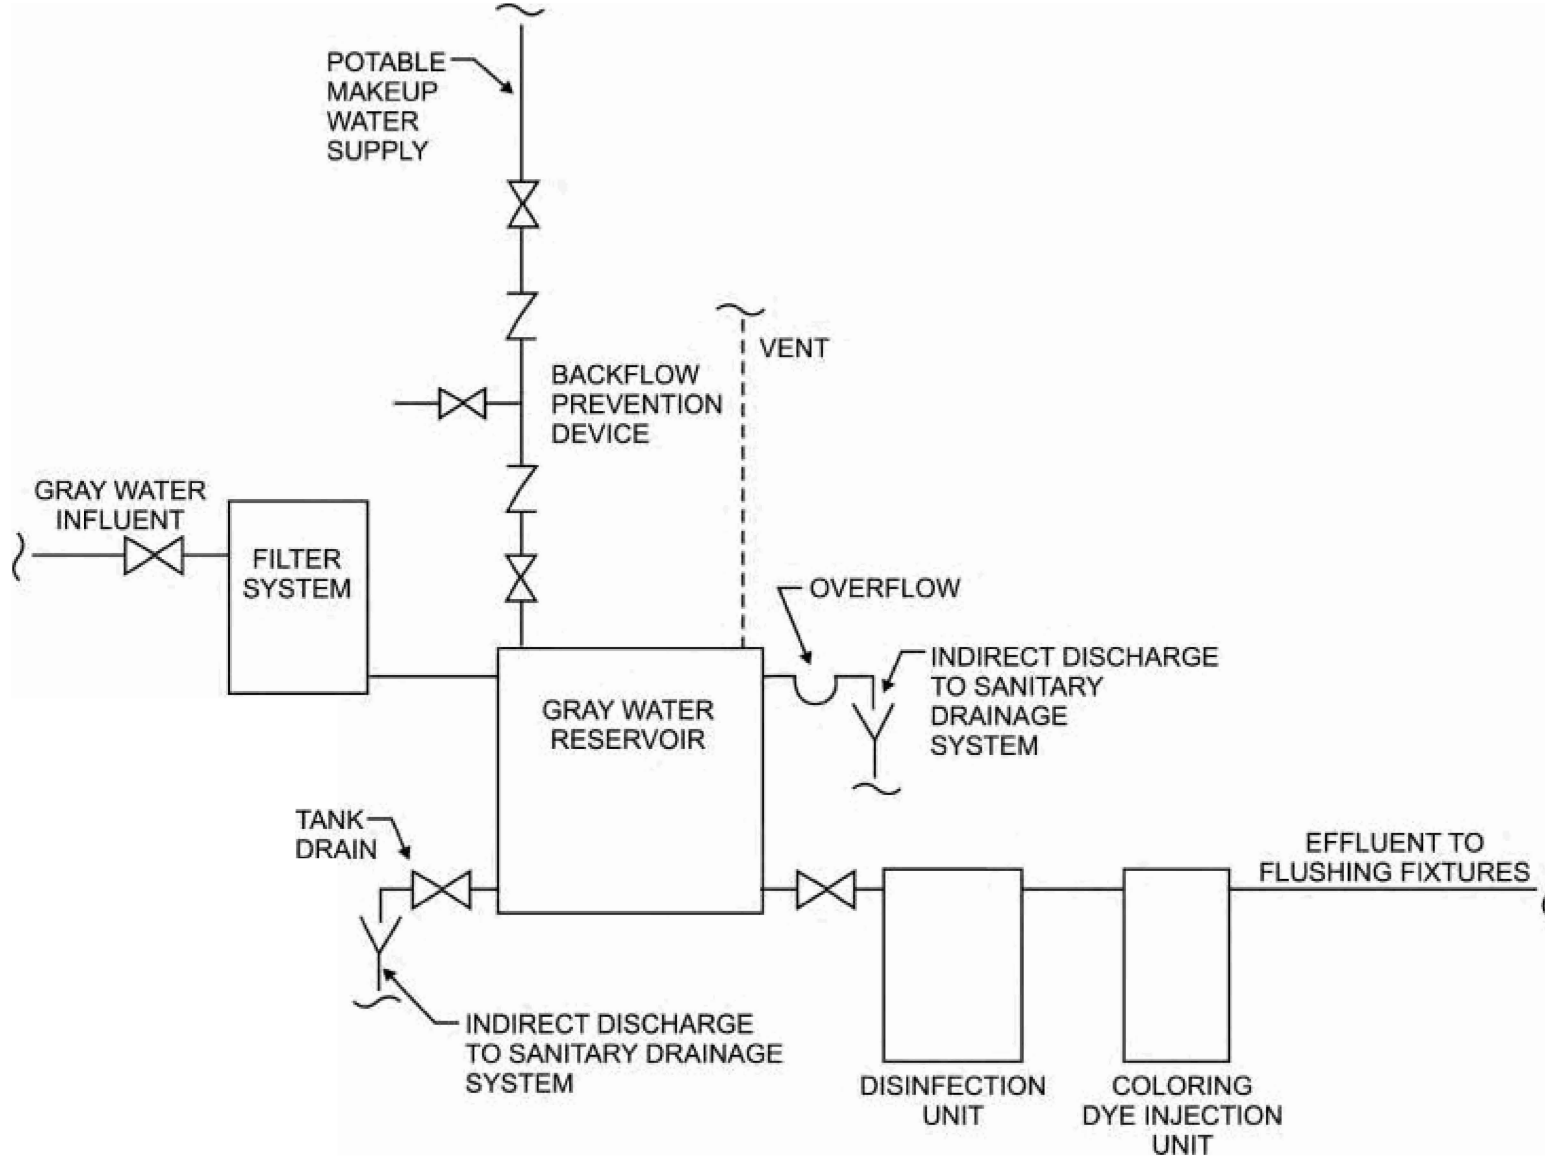 POTABLE
MAKEUP
WATER
SUPPLY
VENT
BACKFLOW
PREVENTION
DEVICE
GRAY WATER
INFLUENT
FILTER
SYSTEM
OVERFLOW
INDIRECT DISCHARGE
TO SANITARY
DRAINAGE
SYSTEM
GRAY WATER
RESERVOIR
TANK
DRAIN
EFFLUENT TO
FLUSHING FIXTURES
INDIRECT DISCHARGE
TO SANITARY DRAINAGE
SYSTEM
DISINFECTION
UNIT
COLORING
DYE INJECTION
UNIT